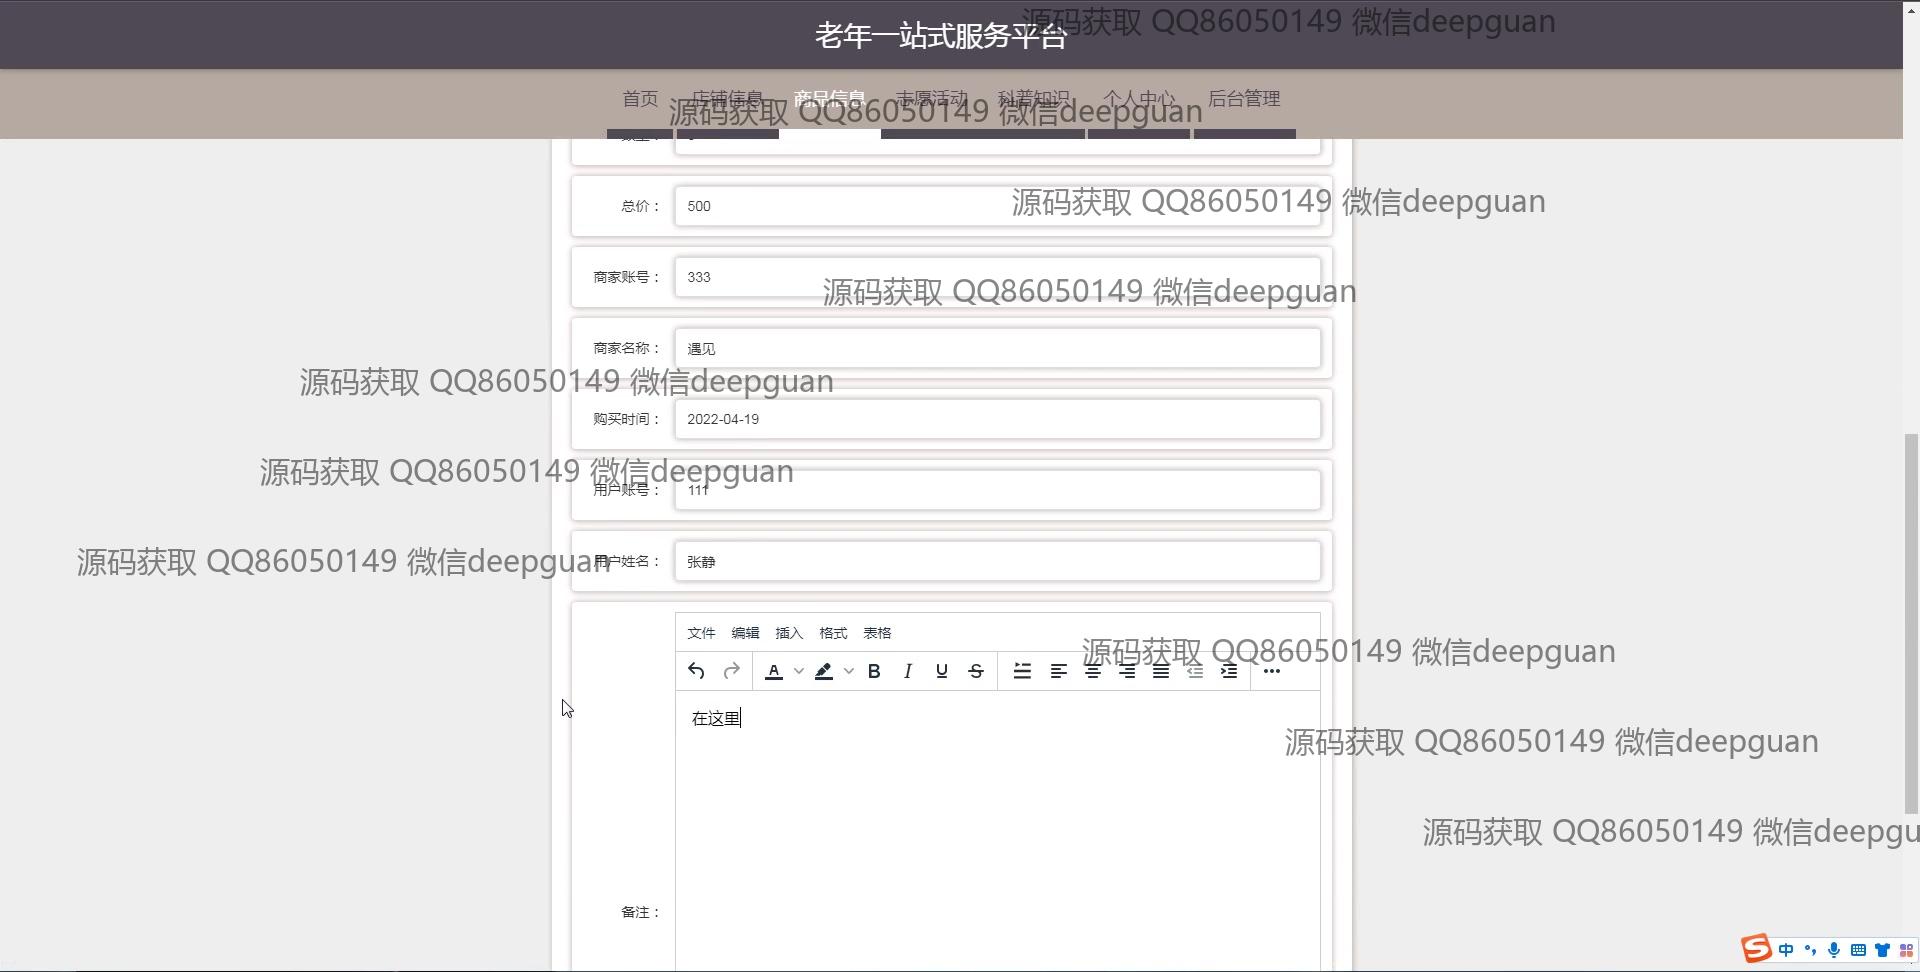 老年一站式服务平台
源码获取 QQ86050149 微信deepguan
首页 店铺信息 商品信息 志愿活动 科普知识 个人中心 后台管理
源码获取 QQ86050149 微信deepguan
总价： 500
源码获取 QQ86050149 微信deepguan
商家账号： 333
源码获取 QQ86050149 微信deepguan
商家名称： 遇见
源码获取 QQ86050149 微信deepguan
购买时间： 2022-04-19
源码获取 QQ86050149 微信deepguan
用户账号： 111
源码获取 QQ86050149 微信deepguan
用户姓名： 张静
文件 编辑 插入 格式 表格
源码获取 QQ86050149 微信deepguan
A B I U S
在这里
源码获取 QQ86050149 微信deepguan
源码获取 QQ86050149 微信deepgu
备注：
S 中